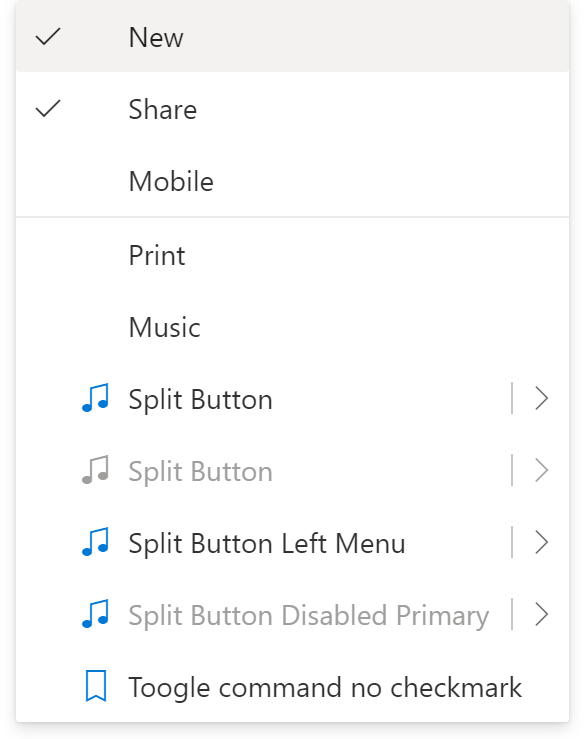 New
Share
Mobile
Print
Music
Split Button
Split Button
Split Button Left Menu
Split Button Disabled Primary
Toogle command no checkmark